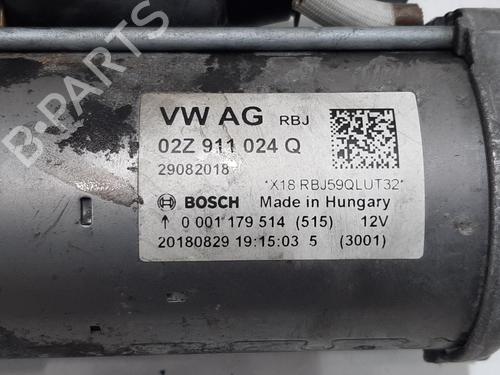 VW AG RBJ
02Z 911 024 Q
29082018
*X18 RBJ59QLUT32*
BOSCH Made in Hungary
↑ 0 001 179 514 (515) 12V
20180829 19:15:03 5 (3001)
B-PARTS